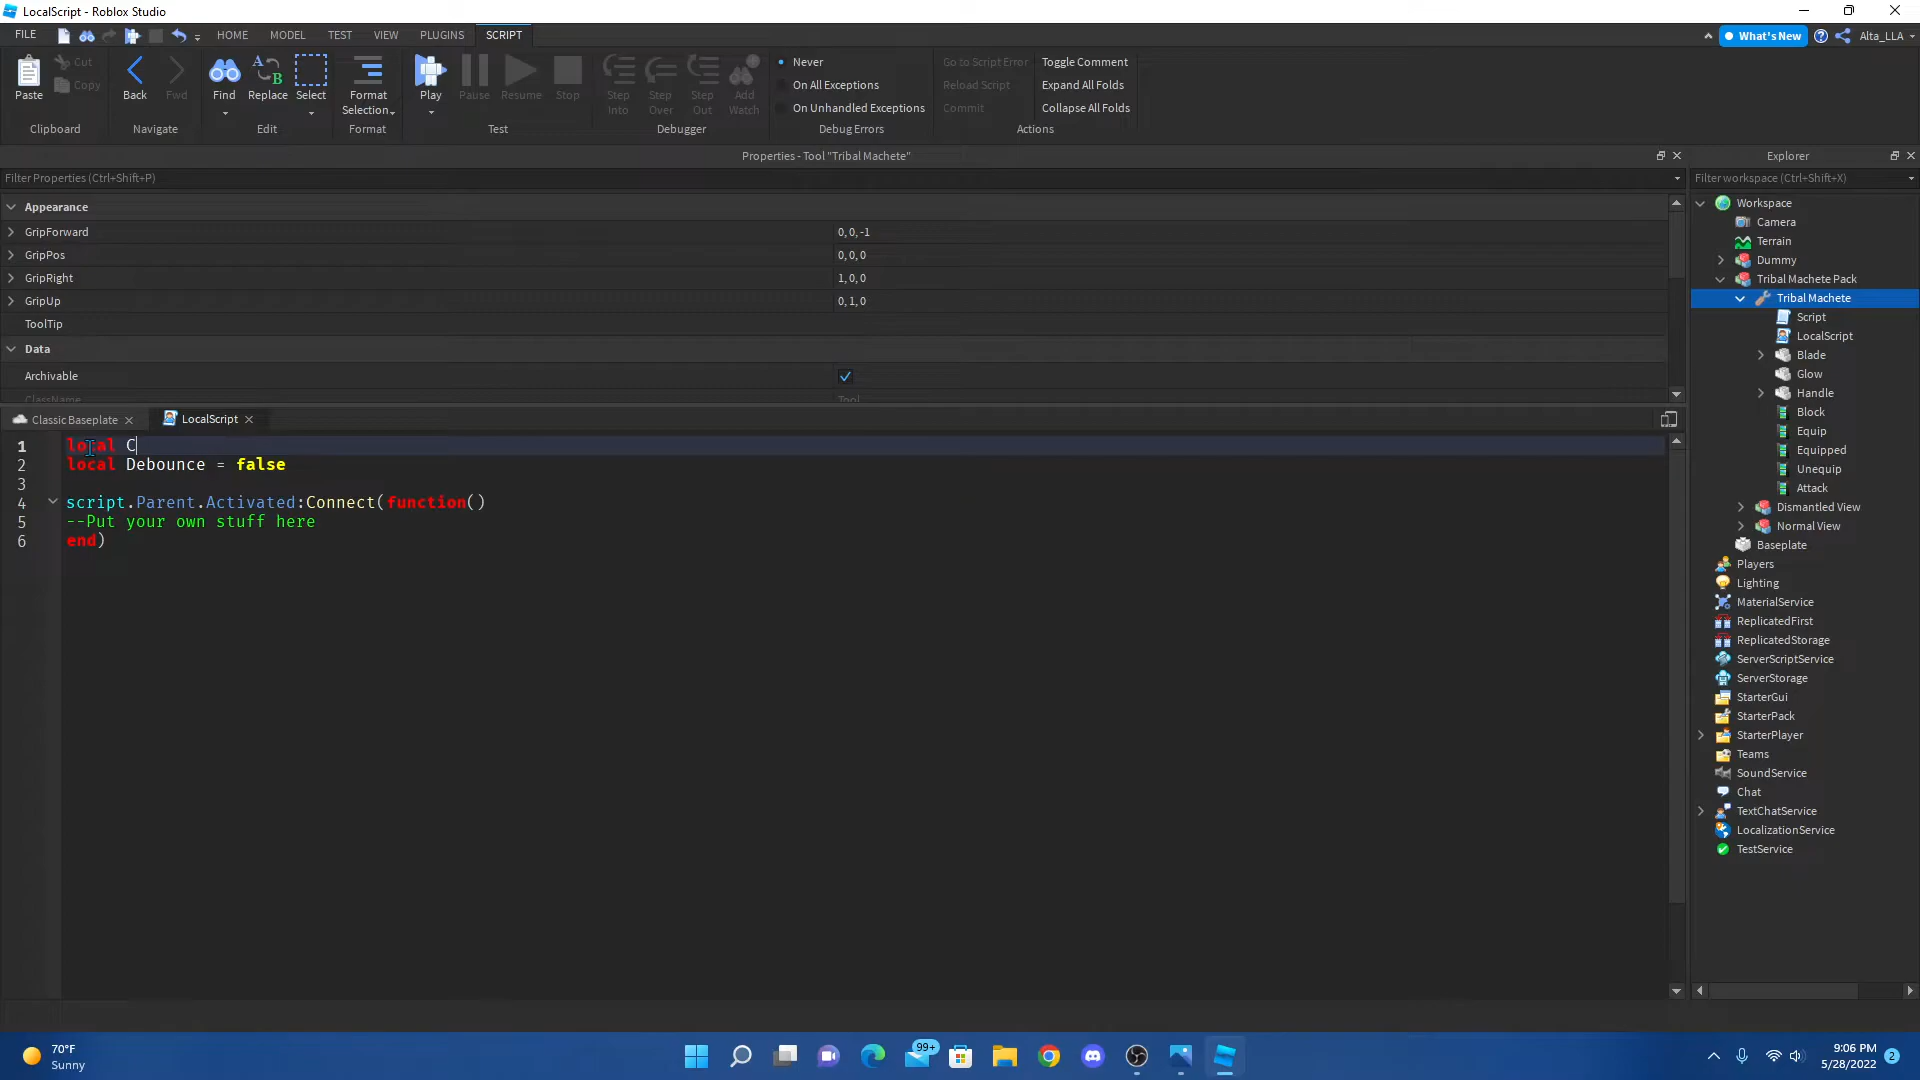 LocalScript - Roblox Studio
FILE HOME MODEL TEST VIEW PLUGINS SCRIPT What's New Alta_LLA
Paste Cut Copy Back Fwd Find Replace Select Format Selection Play Pause Resume Stop Step Into Step Over Step Out Add Watch Never On All Exceptions On Unhandled Exceptions Go to Script Error Reload Script Commit Toggle Comment Expand All Folds Collapse All Folds
Clipboard Navigate Edit Format Test Debugger Debug Errors Actions
Properties - Tool "Tribal Machete"
Filter Properties (Ctrl+Shift+P)
Appearance
GripForward 0, 0, -1
GripPos 0, 0, 0
GripRight 1, 0, 0
GripUp 0, 1, 0
ToolTip
Data
Archivable
ClassName Tool
Classic Baseplate LocalScript
1 local C
2 local Debounce = false
3
4 script.Parent.Activated:Connect(function()
5 --Put your own stuff here
6 end)
Explorer
Filter workspace (Ctrl+Shift+X)
Workspace
Camera
Terrain
Dummy
Tribal Machete Pack
Tribal Machete
Script
LocalScript
Blade
Glow
Handle
Block
Equip
Equipped
Unequip
Attack
Dismantled View
Normal View
Baseplate
Players
Lighting
MaterialService
ReplicatedFirst
ReplicatedStorage
ServerScriptService
ServerStorage
StarterGui
StarterPack
StarterPlayer
Teams
SoundService
Chat
TextChatService
LocalizationService
TestService
70°F
Sunny
99+
9:06 PM
5/28/2022
2